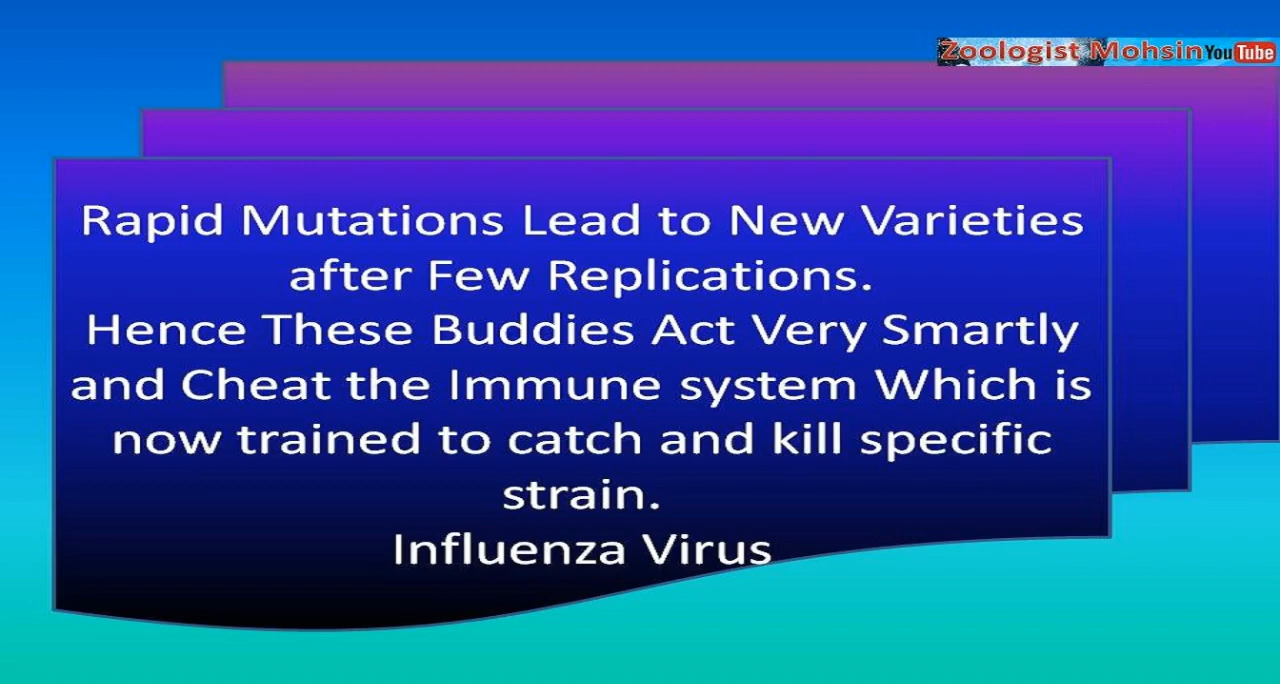 Zoologist Mohsin YouTube
Rapid Mutations Lead to New Varieties
after Few Replications.
Hence These Buddies Act Very Smartly
and Cheat the Immune system Which is
now trained to catch and kill specific
strain.
Influenza Virus